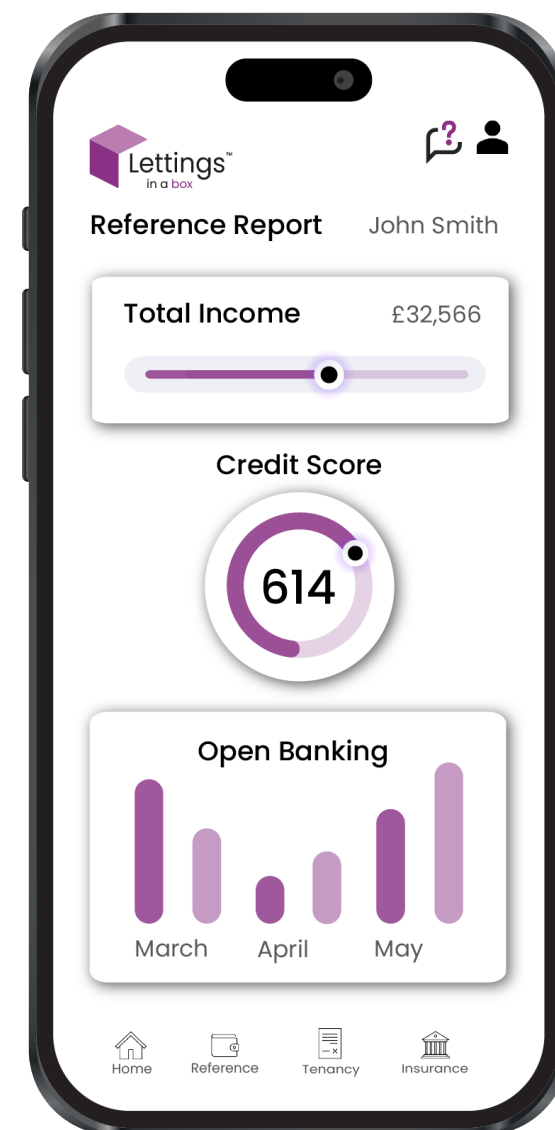 Lettings™
in a box
Reference Report John Smith
Total Income £32,566
Credit Score
614
Open Banking
March April May
Home Reference Tenancy Insurance